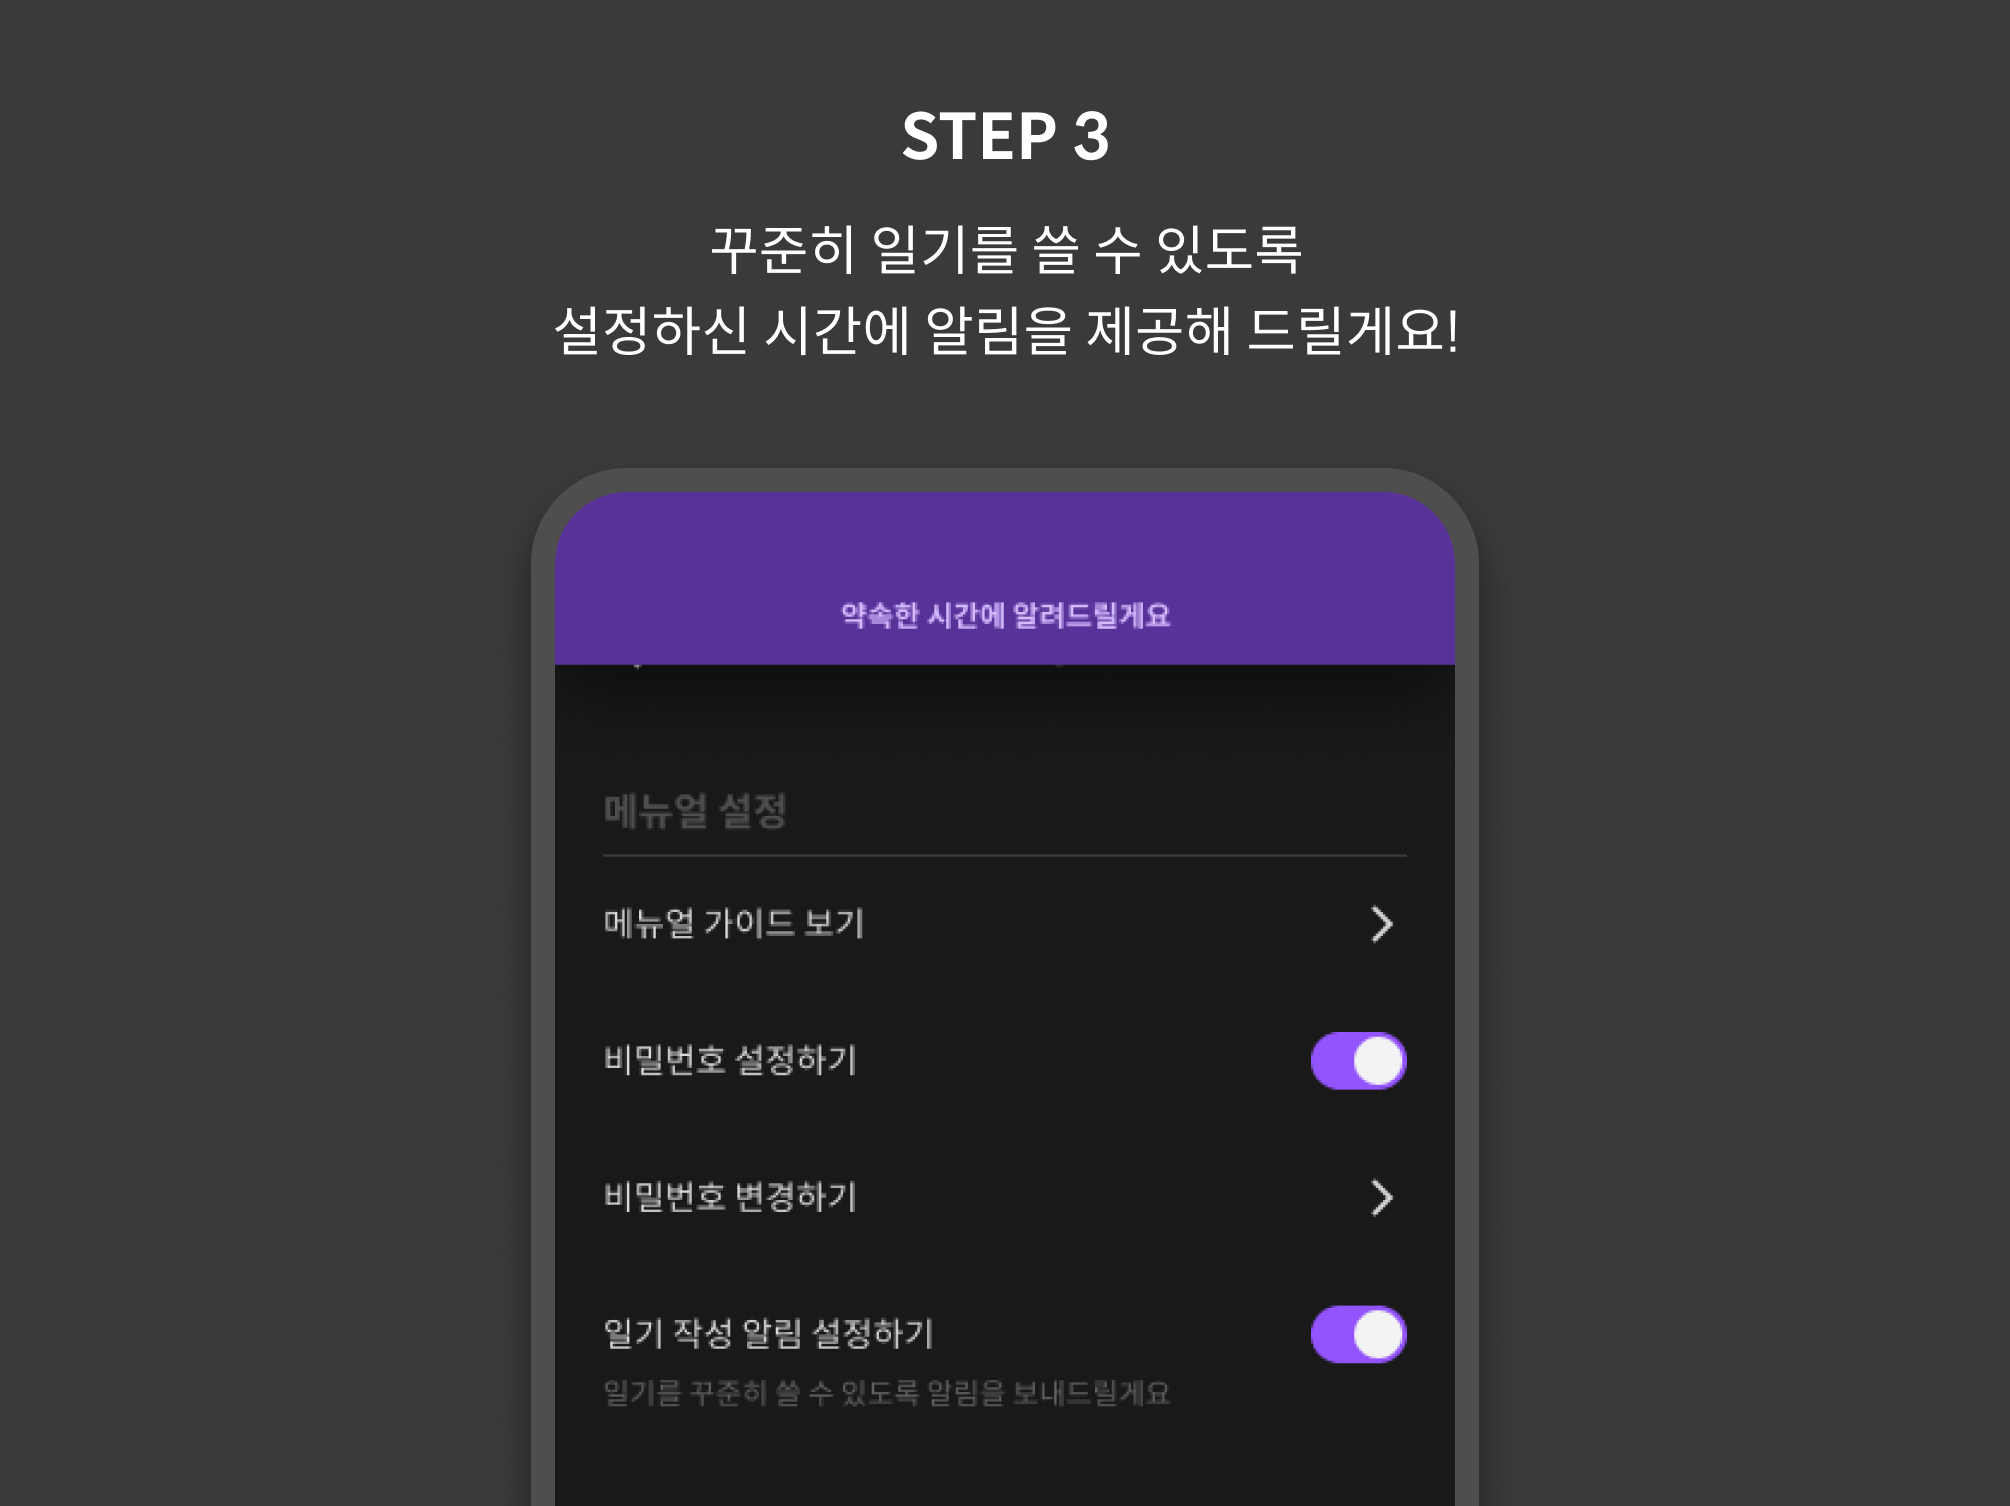 STEP 3
꾸준히 일기를 쓸 수 있도록
설정하신 시간에 알림을 제공해 드릴게요!
약속한 시간에 알려드릴게요
메뉴얼 설정
메뉴얼 가이드 보기
비밀번호 설정하기
비밀번호 변경하기
일기 작성 알림 설정하기
일기를 꾸준히 쓸 수 있도록 알림을 보내드릴게요